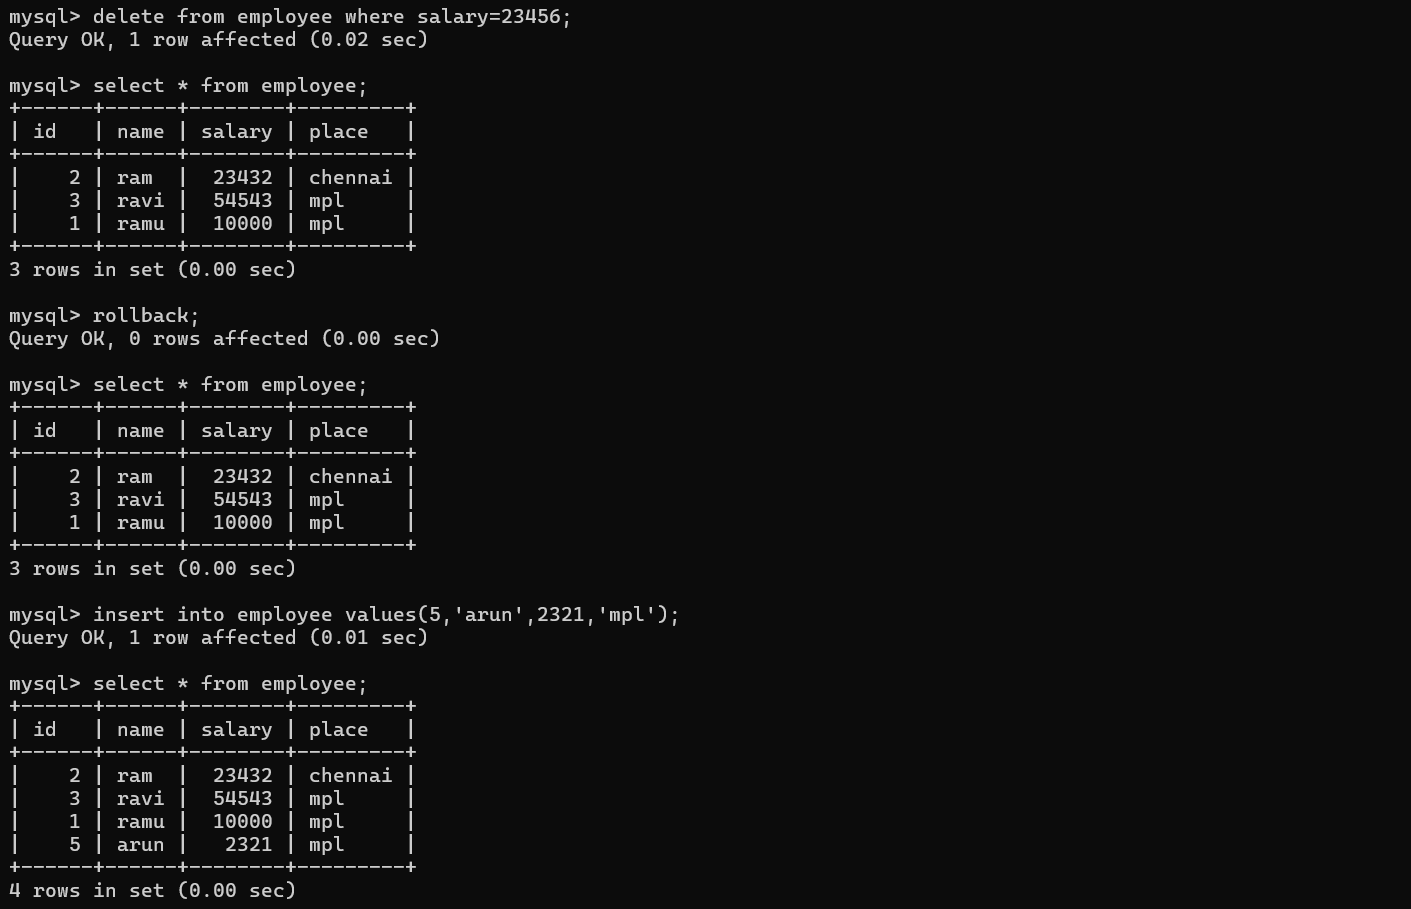 mysql> delete from employee where salary=23456;
Query OK, 1 row affected (0.02 sec)

mysql> select * from employee;
+------+------+--------+---------+
| id   | name | salary | place   |
+------+------+--------+---------+
|    2 | ram  |  23432 | chennai |
|    3 | ravi |  54543 | mpl     |
|    1 | ramu |  10000 | mpl     |
+------+------+--------+---------+
3 rows in set (0.00 sec)

mysql> rollback;
Query OK, 0 rows affected (0.00 sec)

mysql> select * from employee;
+------+------+--------+---------+
| id   | name | salary | place   |
+------+------+--------+---------+
|    2 | ram  |  23432 | chennai |
|    3 | ravi |  54543 | mpl     |
|    1 | ramu |  10000 | mpl     |
+------+------+--------+---------+
3 rows in set (0.00 sec)

mysql> insert into employee values(5,'arun',2321,'mpl');
Query OK, 1 row affected (0.01 sec)

mysql> select * from employee;
+------+------+--------+---------+
| id   | name | salary | place   |
+------+------+--------+---------+
|    2 | ram  |  23432 | chennai |
|    3 | ravi |  54543 | mpl     |
|    1 | ramu |  10000 | mpl     |
|    5 | arun |   2321 | mpl     |
+------+------+--------+---------+
4 rows in set (0.00 sec)